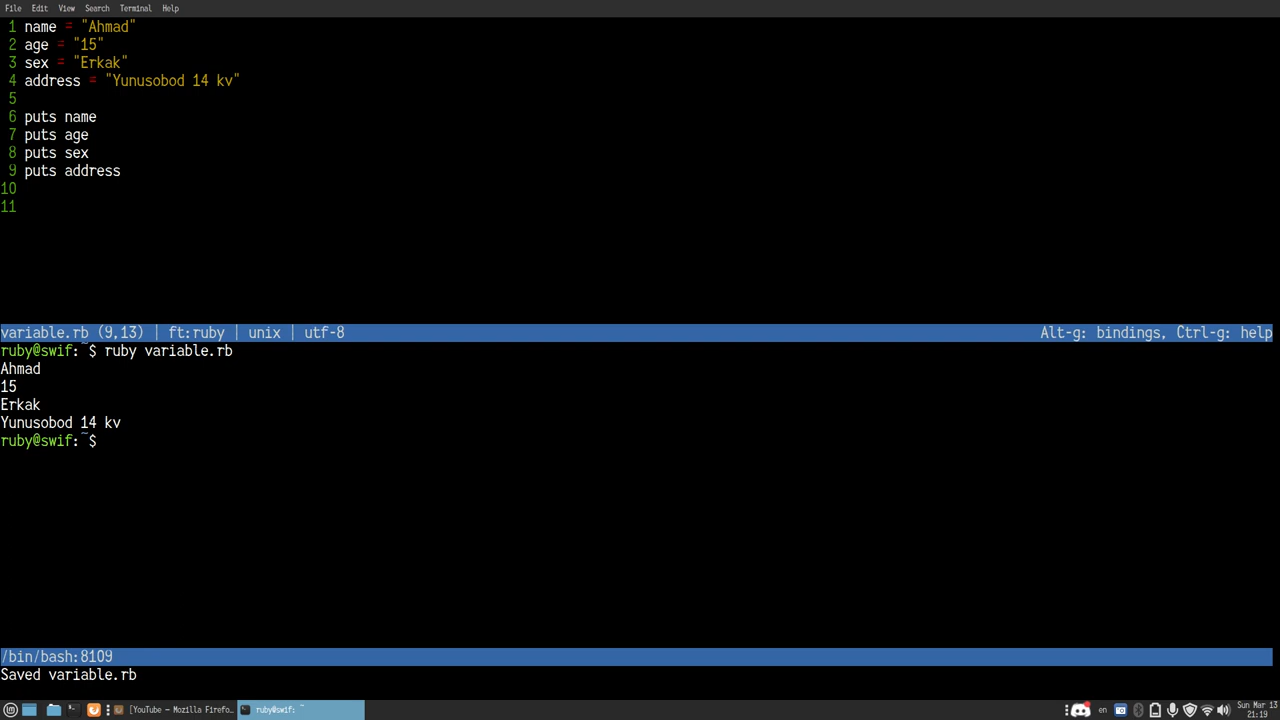 File Edit View Search Terminal Help
1 name = "Ahmad"
2 age = "15"
3 sex = "Erkak"
4 address = "Yunusobod 14 kv"
5
6 puts name
7 puts age
8 puts sex
9 puts address
10
11
variable.rb (9,13) | ft:ruby | unix | utf-8 Alt-g: bindings, Ctrl-g: help
ruby@swif:~$ ruby variable.rb
Ahmad
15
Erkak
Yunusobod 14 kv
ruby@swif:~$
/bin/bash:8109
Saved variable.rb
[YouTube — Mozilla Firefo... ruby@swif: ~ en Sun Mar 13
21:19